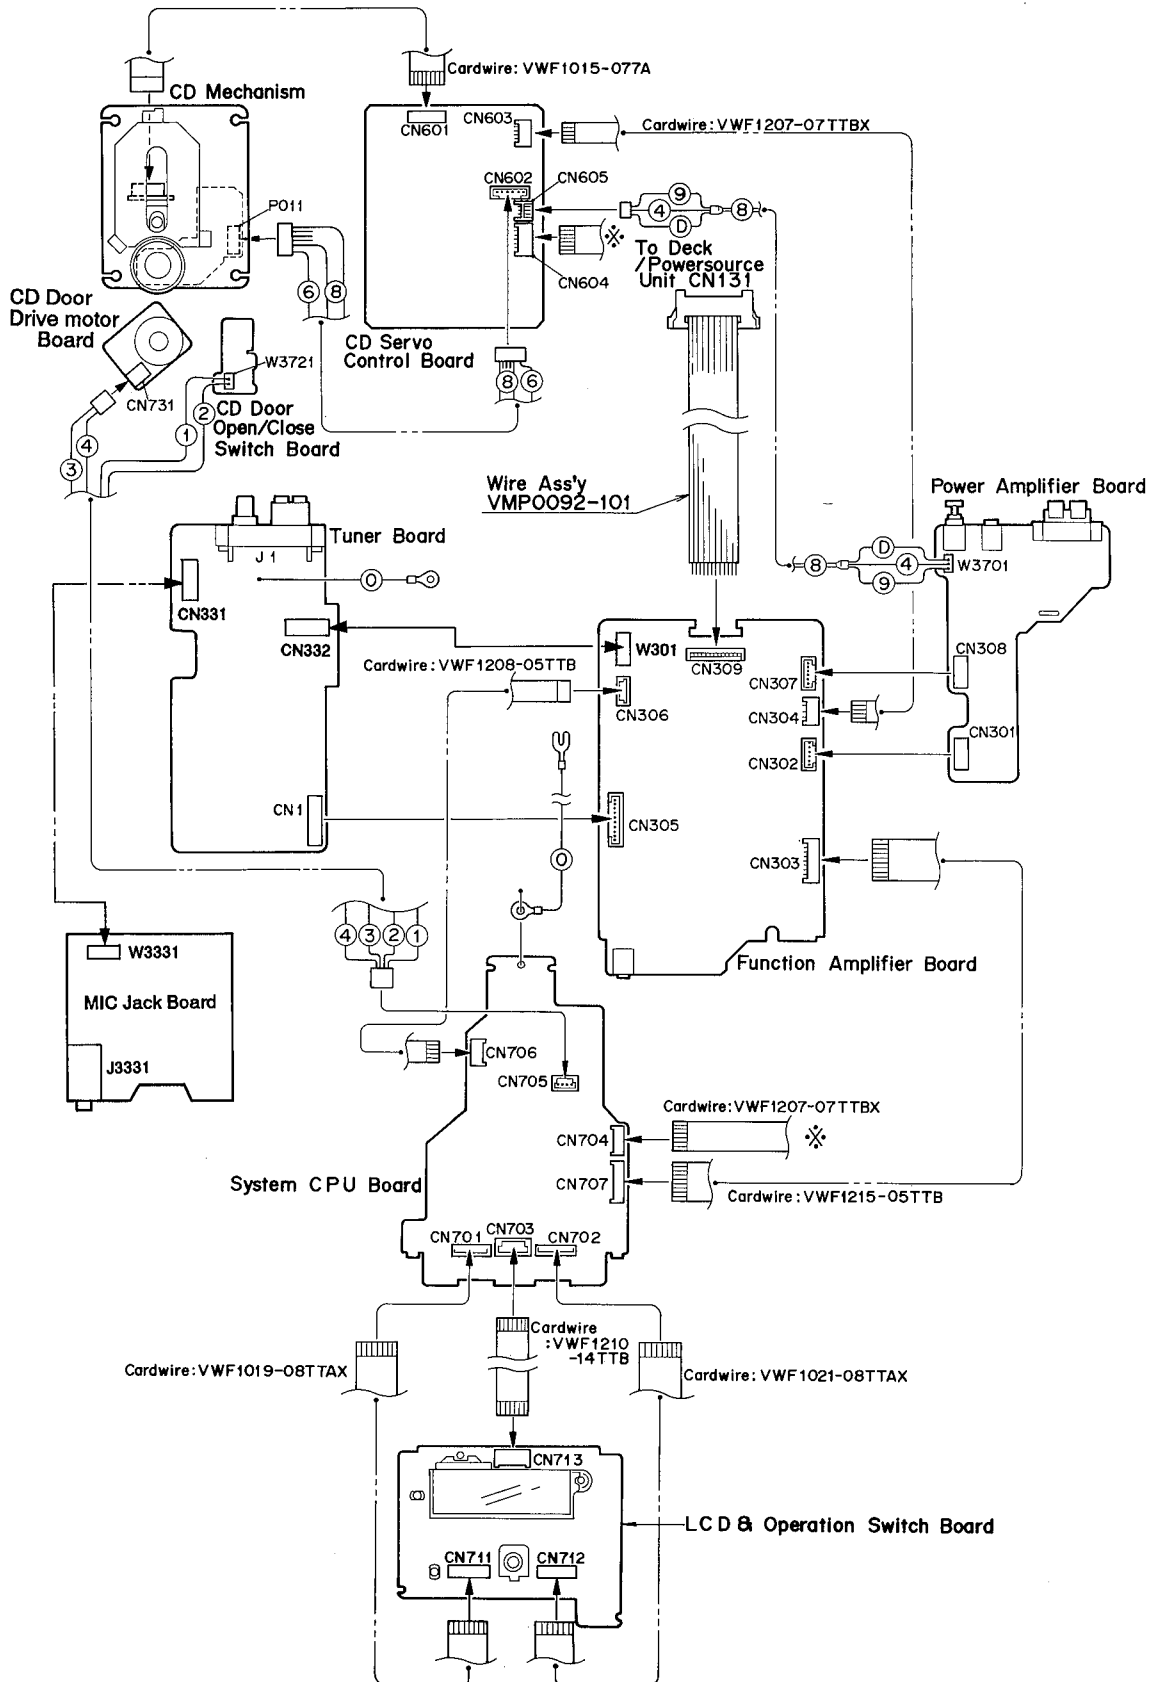 Cardwire: VWF1015-077A
CD Mechanism
CN601
CN603
Cardwire: VWF1207-07TTBX
CN602
CN605
P011
9
4
8
D
※
To Deck
/Powersource
Unit CN131
CN604
6
8
CD Door
Drive motor
Board
CD Servo
Control Board
W3721
CN731
8
6
2
1
CD Door
Open/Close
Switch Board
4
3
Wire Ass'y
VMP0092-101
Power Amplifier Board
Tuner Board
J1
D
8
4
9
W3701
0
CN331
CN332
W301
CN309
CN308
Cardwire: VWF1208-05TTB
CN307
CN306
CN304
CN301
CN302
CN1
CN305
CN303
0
4
3
2
1
W3331
Function Amplifier Board
MIC Jack Board
J3331
CN706
CN705
Cardwire: VWF1207-07TTBX
CN704
※
System CPU Board
CN707
Cardwire: VWF1215-05TTB
CN701
CN703
CN702
Cardwire
:VWF1210
-14TTB
Cardwire: VWF1019-08TTAX
Cardwire: VWF1021-08TTAX
CN713
LCD & Operation Switch Board
CN711
CN712